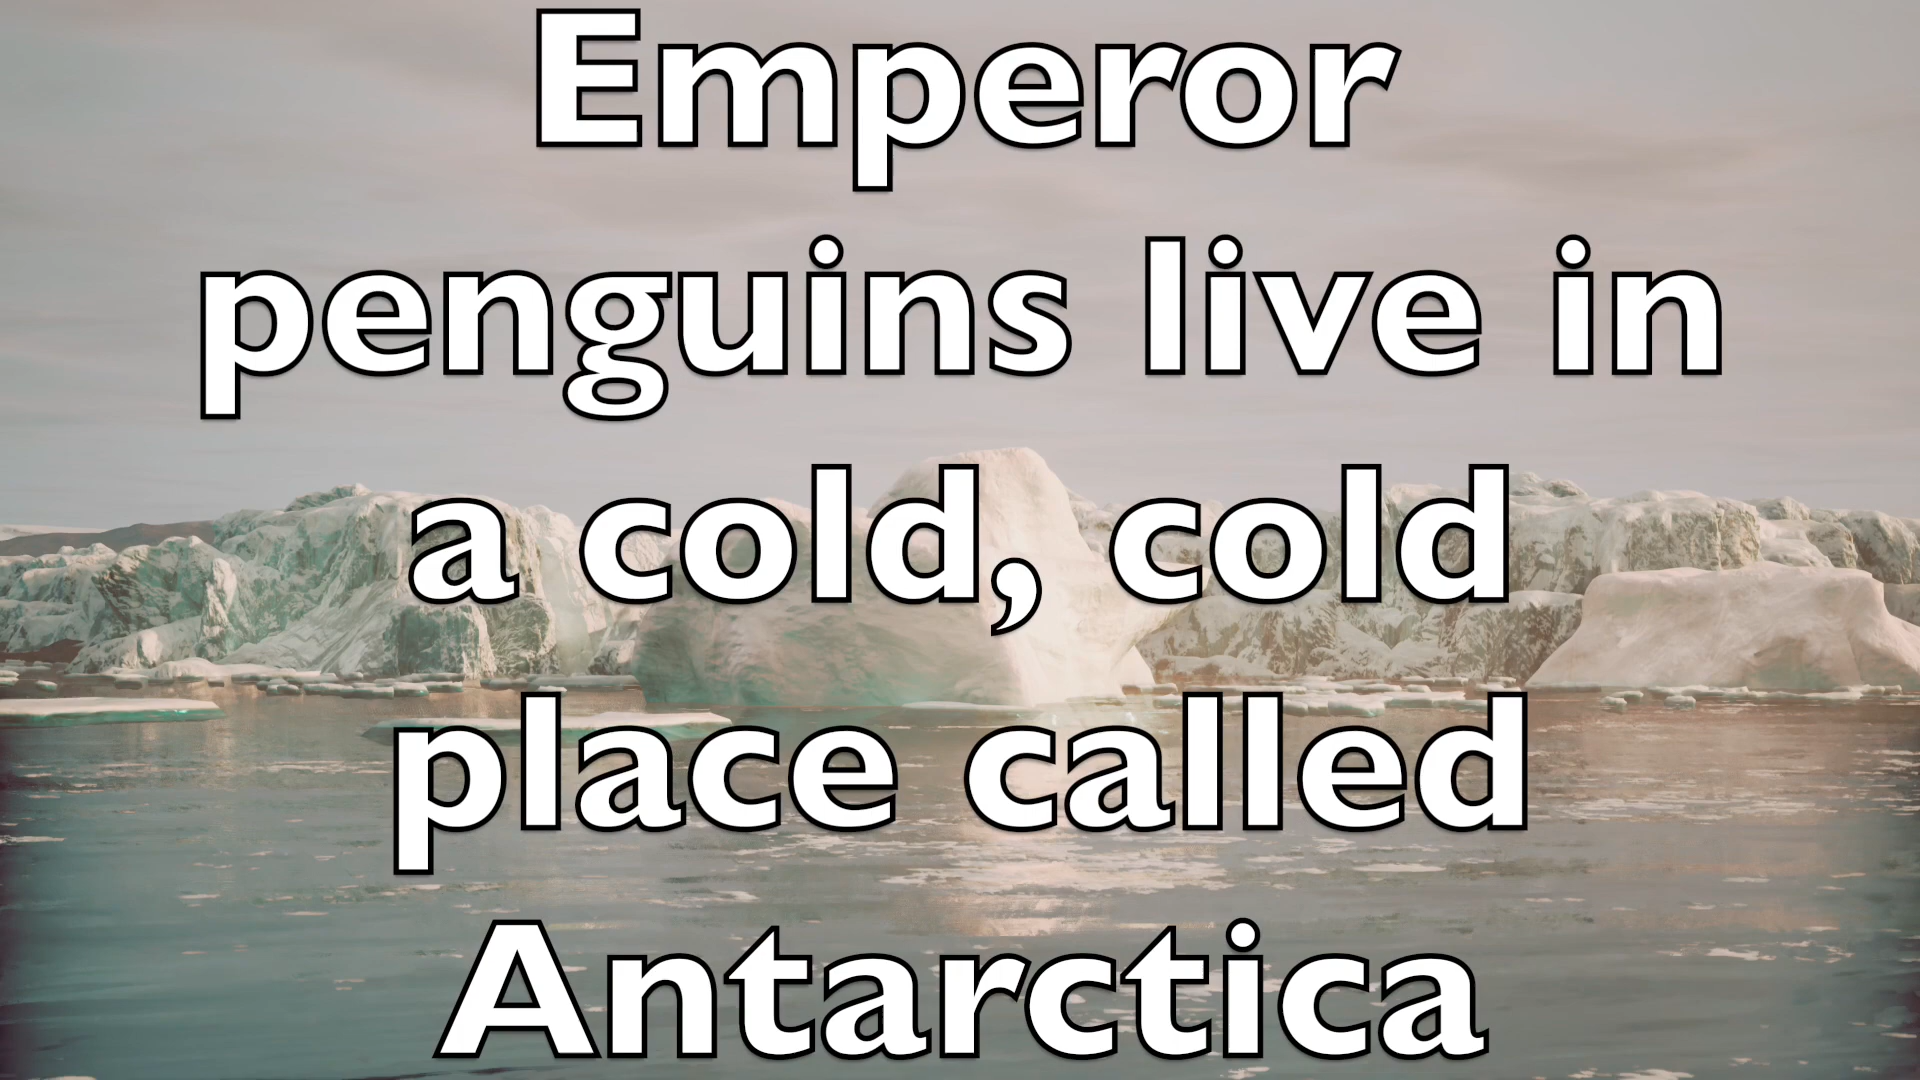 Emperor
penguins live in
a cold, cold
place called
Antarctica